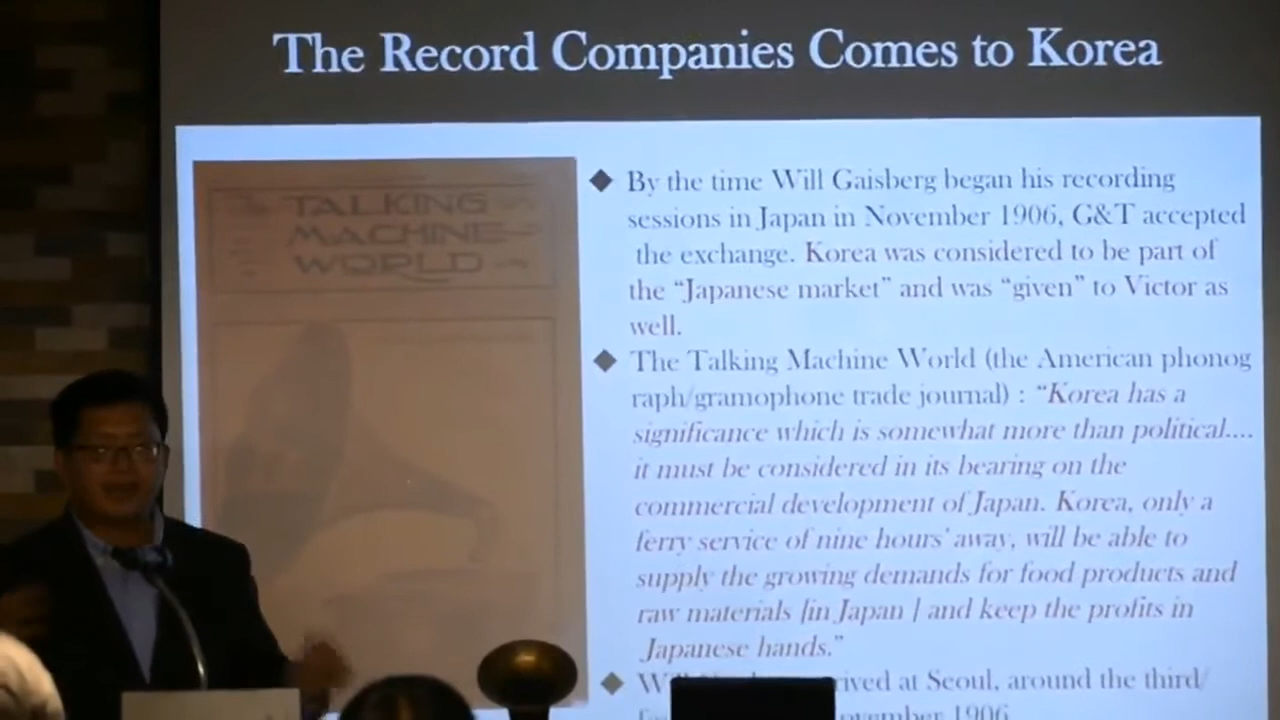 The Record Companies Comes to Korea
TALKING
MACHINE
WORLD
◆ By the time Will Gaisberg began his recording
sessions in Japan in November 1906, G&T accepted
the exchange. Korea was considered to be part of
the “Japanese market” and was “given” to Victor as
well.
◆ The Talking Machine World (the American phonog
raph/gramophone trade journal) : “Korea has a
significance which is somewhat more than political....
it must be considered in its bearing on the
commercial development of Japan. Korea, only a
ferry service of nine hours’ away, will be able to
supply the growing demands for food products and
raw materials [in Japan ] and keep the profits in
Japanese hands.”
◆ at Seoul, around the third/
1906